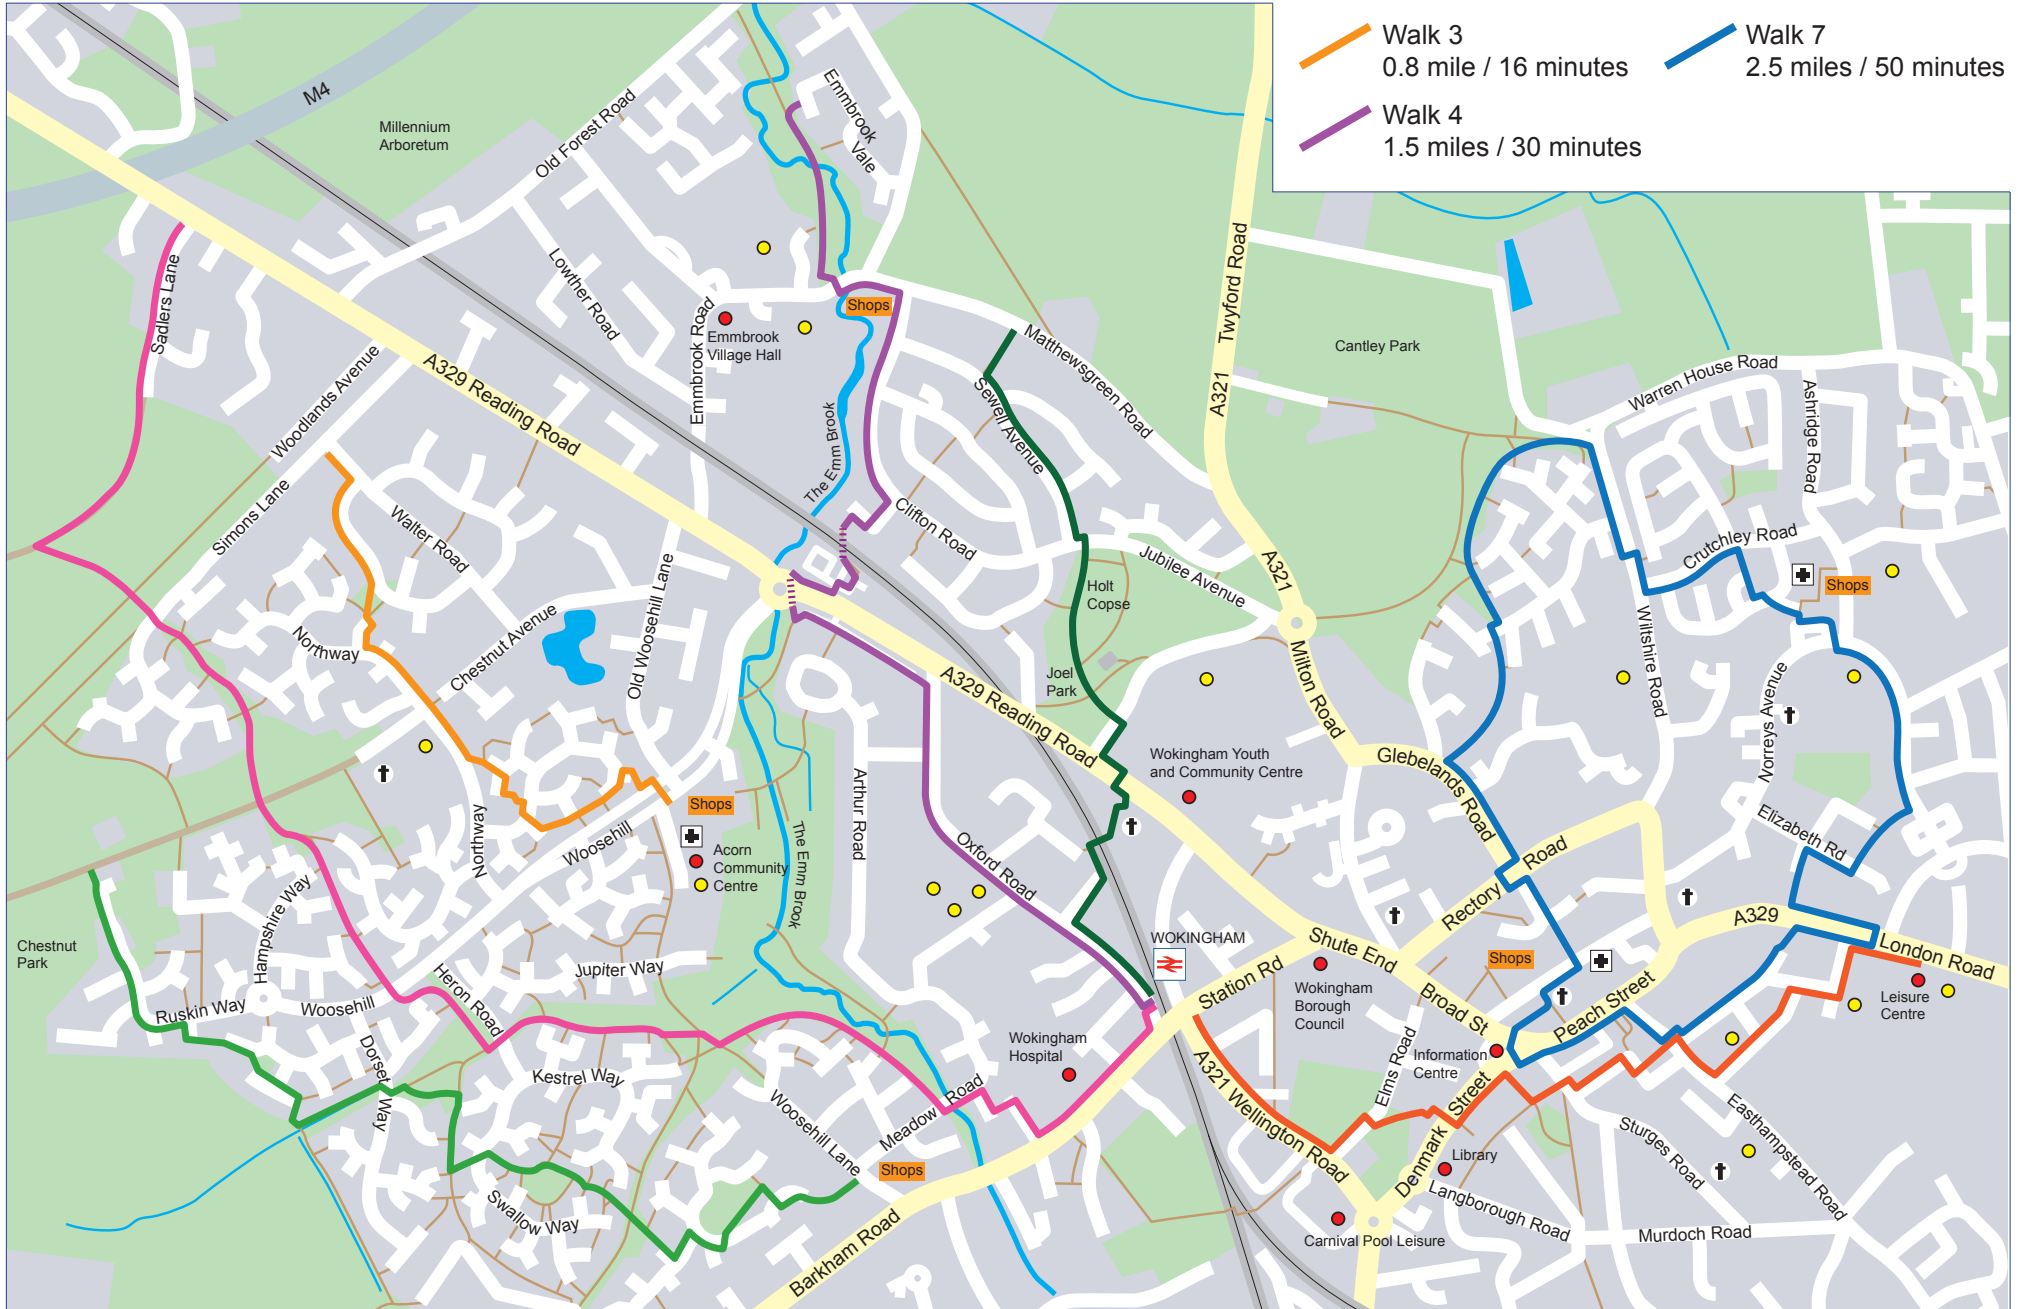 Walk 3
0.8 mile / 16 minutes
Walk 7
2.5 miles / 50 minutes
Walk 4
1.5 miles / 30 minutes
M4
Millennium
Arboretum
Old Forest Road
Emmbrook
Vale
Sadlers Lane
Lowther Road
Emmbrook Road
Emmbrook
Village Hall
Shops
Matthewsgreen Road
A321
Twyford Road
Cantley Park
Warren House Road
Ashridge Road
Woodlands Avenue
A329 Reading Road
The Emm Brook
Sewell Avenue
Simons Lane
Walter Road
Clifton Road
Jubilee Avenue
A321
Crutchley Road
Shops
Holt
Copse
Northway
Chestnut Avenue
Old Woosehill Lane
Joel
Park
A329 Reading Road
Milton Road
Wiltshire Road
Norreys Avenue
Wokingham Youth
and Community Centre
Glebelands Road
Arthur Road
Shops
Northway
Woosehill
Acorn
Community
Centre
The Emm Brook
Oxford Road
Elizabeth Rd
Rectory
Road
Hampshire Way
Chestnut
Park
WOKINGHAM
Shute End
A329
London Road
Shops
Ruskin Way
Woosehill
Heron Road
Jupiter Way
Station Rd
Wokingham
Borough
Council
Broad St
Peach Street
Leisure
Centre
Dorset Way
Kestrel Way
Wokingham
Hospital
A321 Wellington Road
Elms Road
Information
Centre
Woosehill Lane
Meadow Road
Denmark Street
Easthampstead Road
Sturges Road
Shops
Library
Swallow Way
Langborough Road
Barkham Road
Carnival Pool Leisure
Murdoch Road